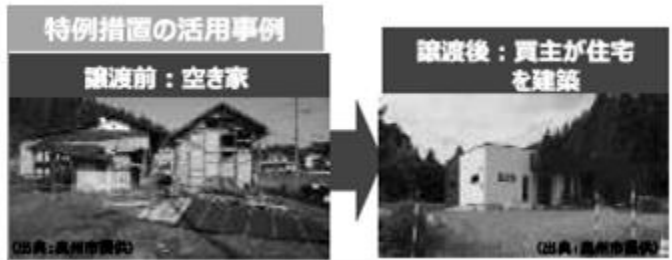 特例措置の活用事例
譲渡前：空き家
譲渡後：買主が住宅
を建築
(出典：奥州市提供)
(出典：奥州市提供)